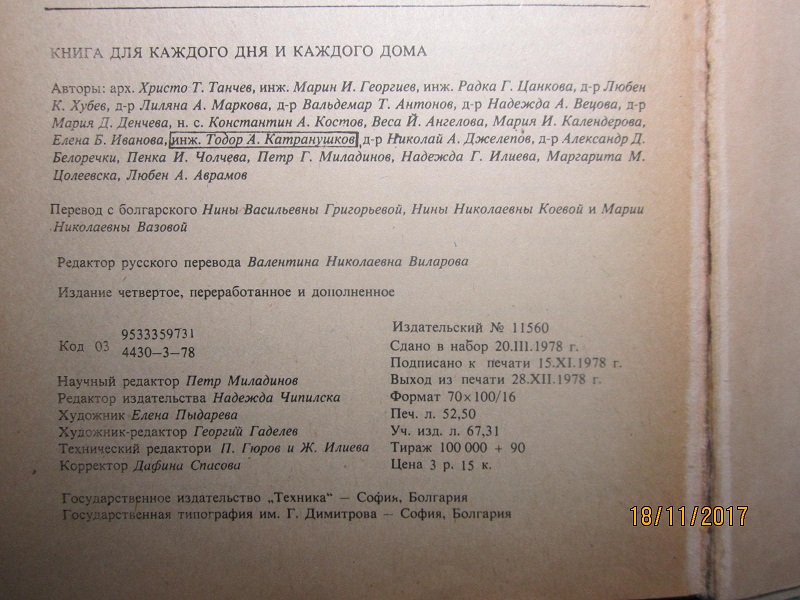 КНИГА ДЛЯ КАЖДОГО ДНЯ И КАЖДОГО ДОМА
Авторы: арх. Христо Т. Танчев, инж. Марин И. Георгиев, инж. Радка Г. Цанкова, д-р Любен
К. Хубев, д-р Лиляна А. Маркова, д-р Вальдемар Т. Антонов, д-р Надежда А. Вецова, д-р
Мария Д. Денчева, н. с. Константин А. Костов, Веса Й. Ангелова, Мария И. Календерова,
Елена Б. Иванова, инж. Тодор А. Катранушков, д-р Николай А. Джелепов, д-р Александр Д.
Белоречки, Пенка И. Чолчева, Петр Г. Миладинов, Надежда Г. Илиева, Маргарита М.
Цолеевска, Любен А. Аврамов
Перевод с болгарского Нины Васильевны Григорьевой, Нины Николаевны Коевой и Марии
Николаевны Вазовой
Редактор русского перевода Валентина Николаевна Виларова
Издание четвертое, переработанное и дополненное
Код 03 9533359731
4430-3-78
Научный редактор Петр Миладинов
Редактор издательства Надежда Чипилска
Художник Елена Пыдарева
Художник-редактор Георгий Гаделев
Технический редактори П. Гюров и Ж. Илиева
Корректор Дафина Спасова
Издательский № 11560
Сдано в набор 20.III.1978 г.
Подписано к печати 15.XI.1978 г.
Выход из печати 28.XII.1978 г.
Формат 70×100/16
Печ. л. 52,50
Уч. изд. л. 67,31
Тираж 100 000 + 90
Цена 3 р. 15 к.
Государственное издательство „Техника“ — София, Болгария
Государственная типография им. Г. Димитрова — София, Болгария
18/11/2017